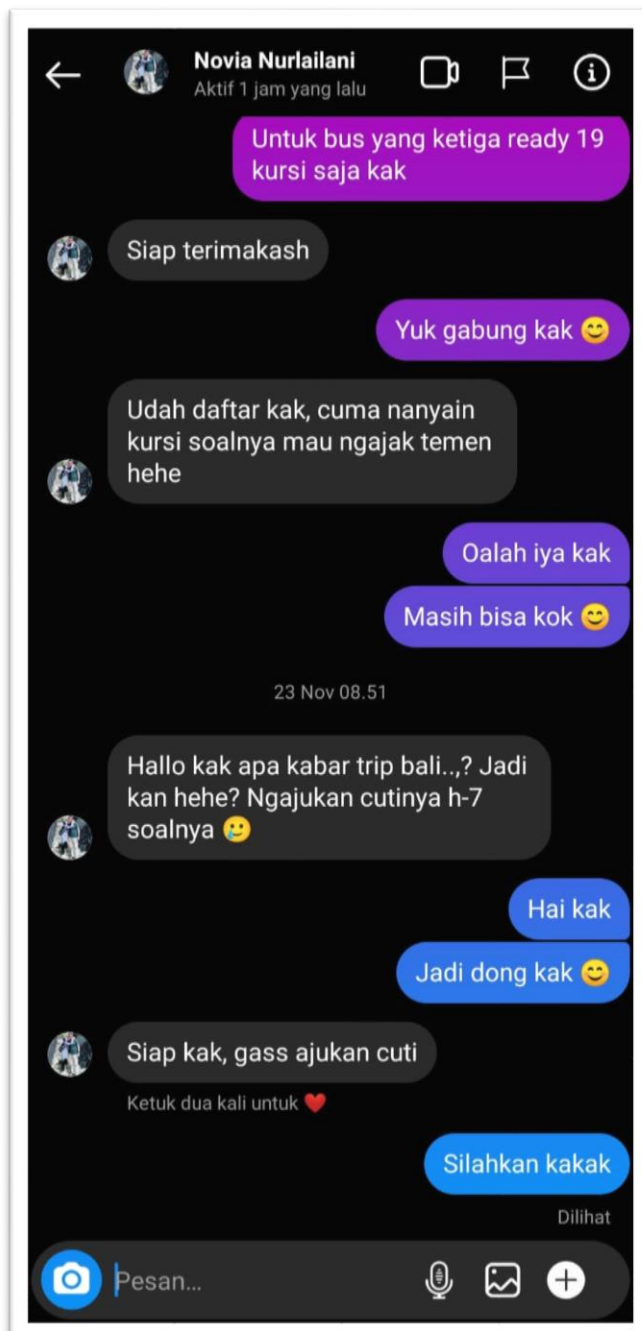 Novia Nurlailani
Aktif 1 jam yang lalu
Untuk bus yang ketiga ready 19
kursi saja kak
Siap terimakash
Yuk gabung kak 😊
Udah daftar kak, cuma nanyain
kursi soalnya mau ngajak temen
hehe
Oalah iya kak
Masih bisa kok 😊
23 Nov 08.51
Hallo kak apa kabar trip bali..,? Jadi
kan hehe? Ngajukan cutinya h-7
soalnya 🥲
Hai kak
Jadi dong kak 😊
Siap kak, gass ajukan cuti
Ketuk dua kali untuk ❤️
Silahkan kakak
Dilihat
Pesan...